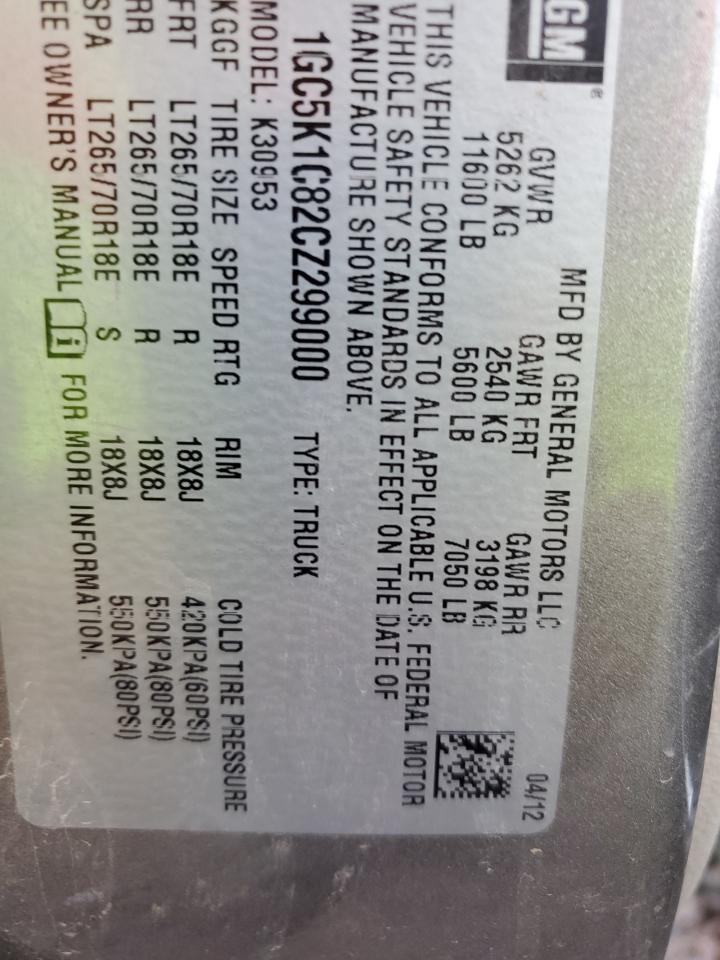 GM®
MFD BY GENERAL MOTORS LLC 04/12
GVWR GAWR FRT GAWR RR
5262 KG 2540 KG 3198 KG
11600 LB 5600 LB 7050 LB
THIS VEHICLE CONFORMS TO ALL APPLICABLE U.S. FEDERAL MOTOR
VEHICLE SAFETY STANDARDS IN EFFECT ON THE DATE OF
MANUFACTURE SHOWN ABOVE.
1GC5K1C82CZ299000 TYPE: TRUCK
MODEL: K30953
KGGF TIRE SIZE SPEED RTG RIM COLD TIRE PRESSURE
FRT LT265/70R18E R 18X8J 420KPA(60PSI)
RR LT265/70R18E R 18X8J 550KPA(80PSI)
SPA LT265/70R18E S 18X8J 550KPA(80PSI)
EE OWNER'S MANUAL i FOR MORE INFORMATION.